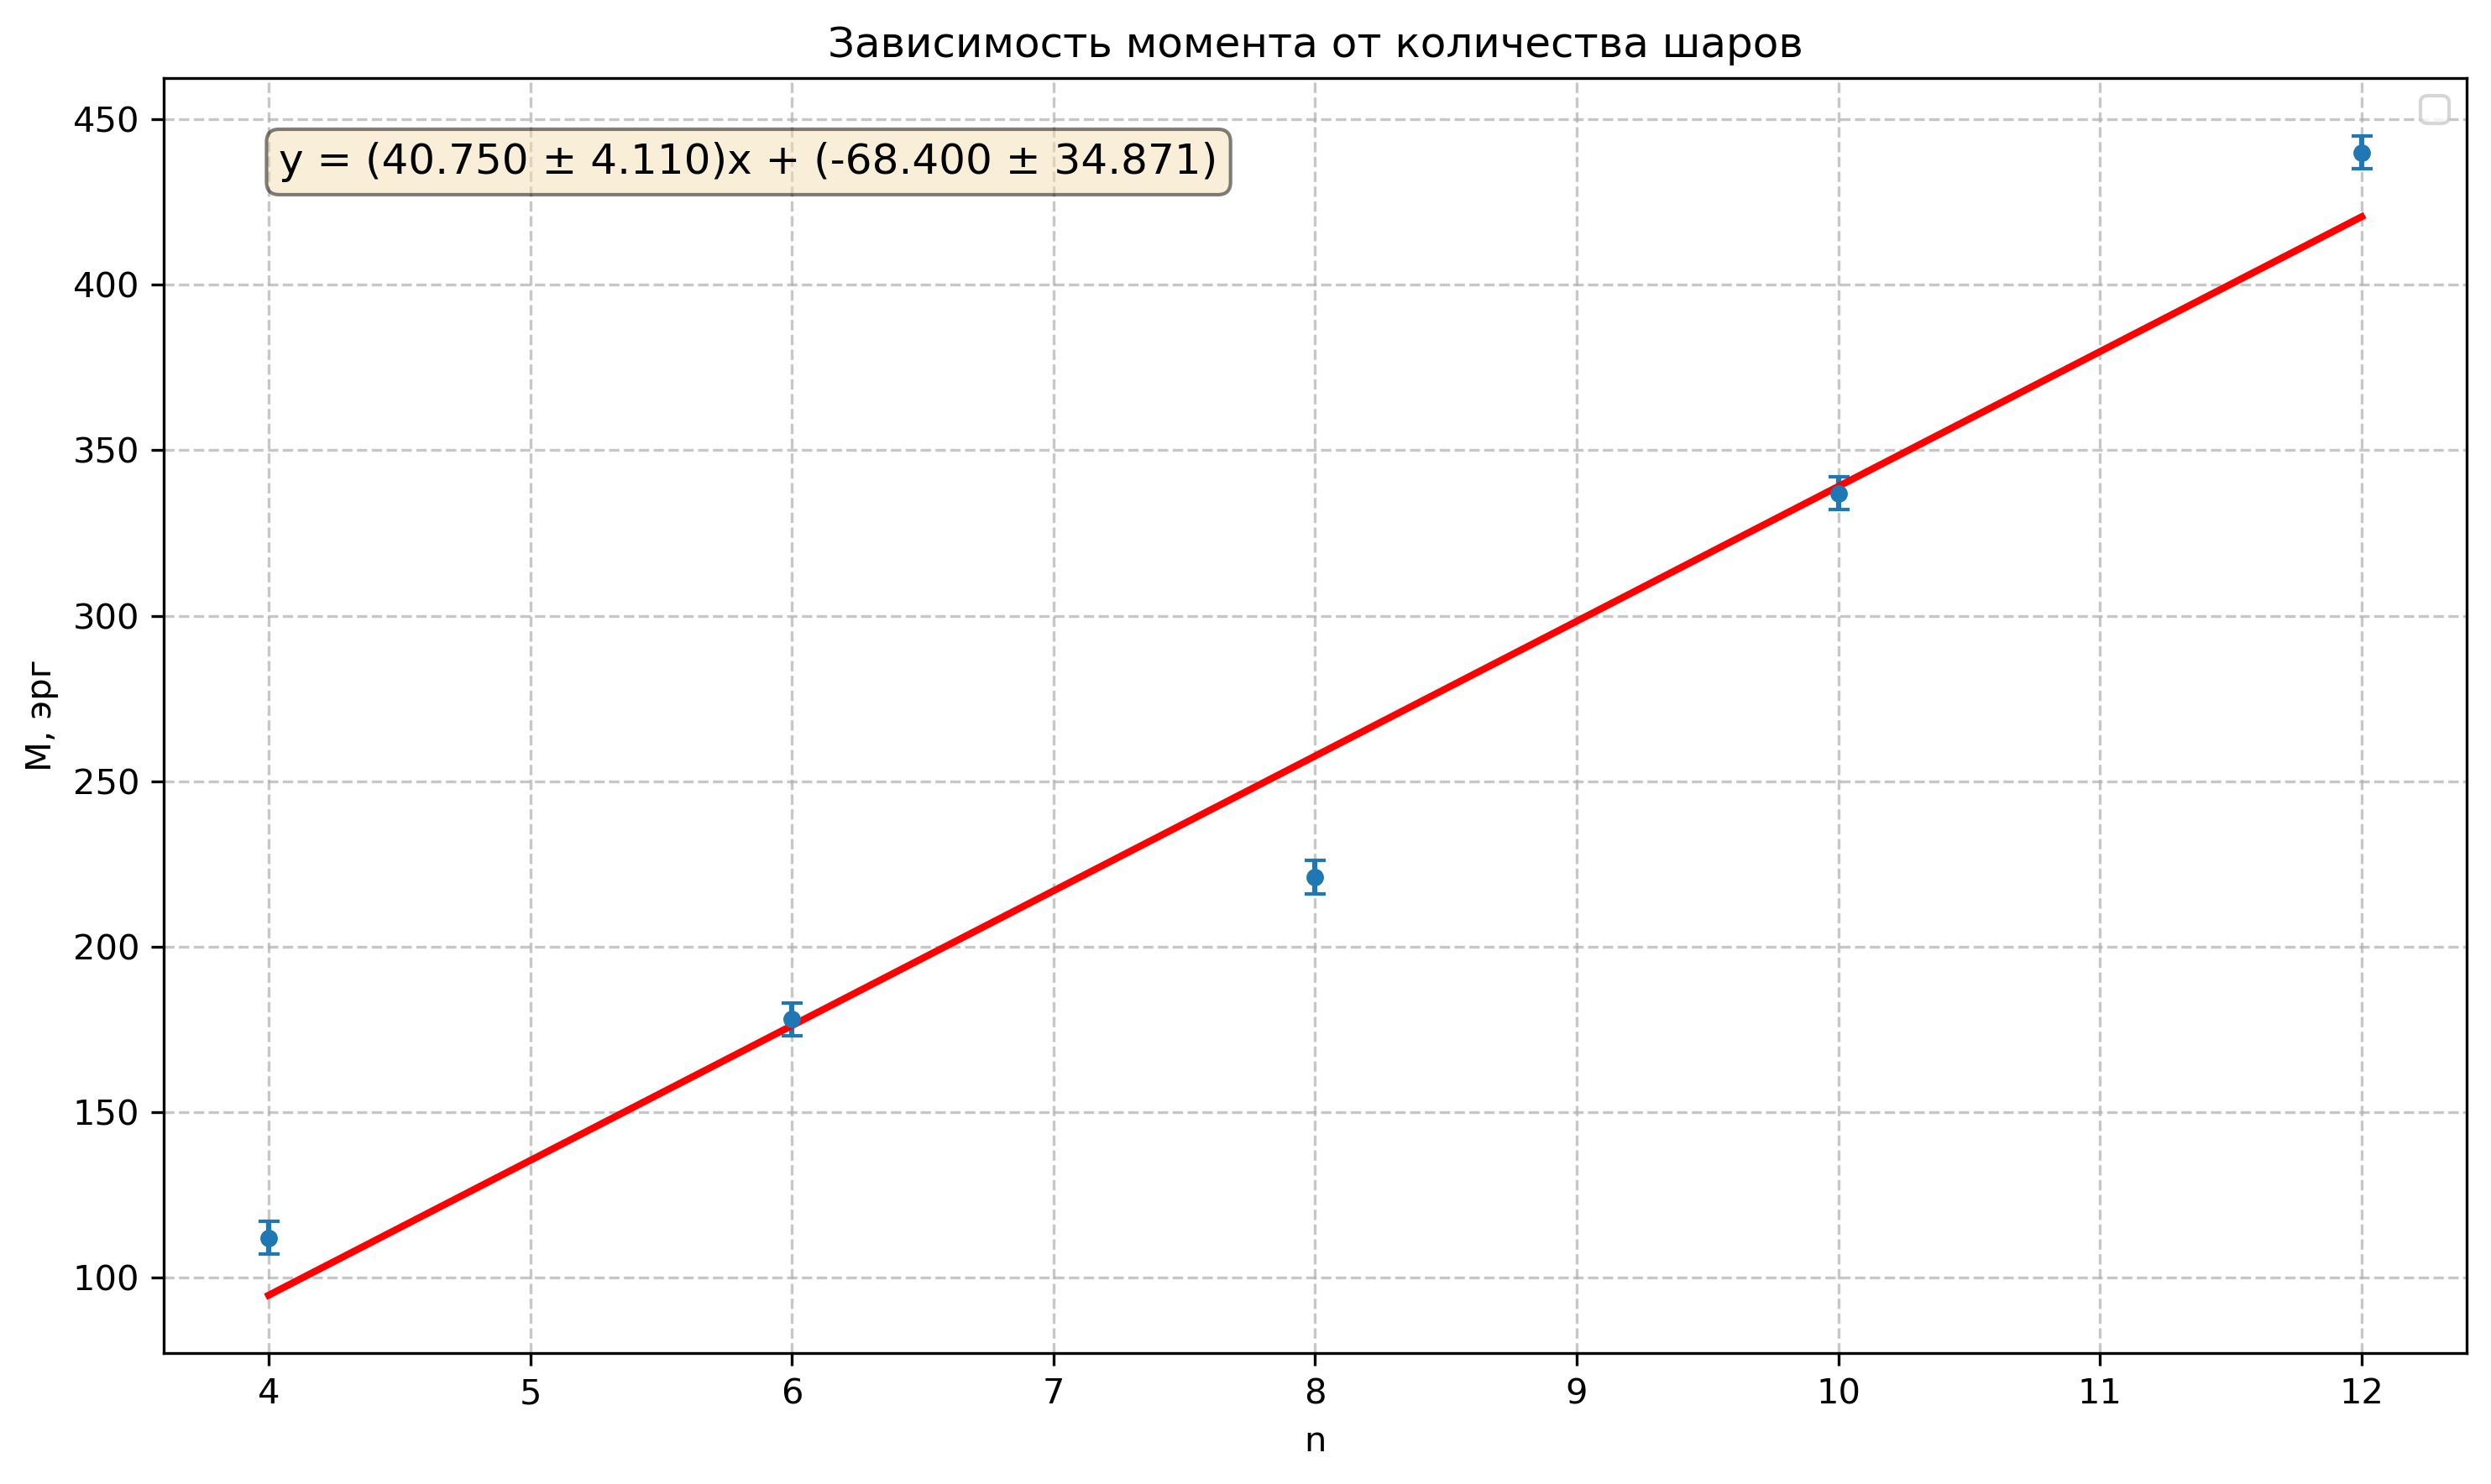 Зависимость момента от количества шаров
y = (40.750 ± 4.110)x + (-68.400 ± 34.871)
450
400
350
300
250
200
150
100
М, эрг
4 5 6 7 8 9 10 11 12
n